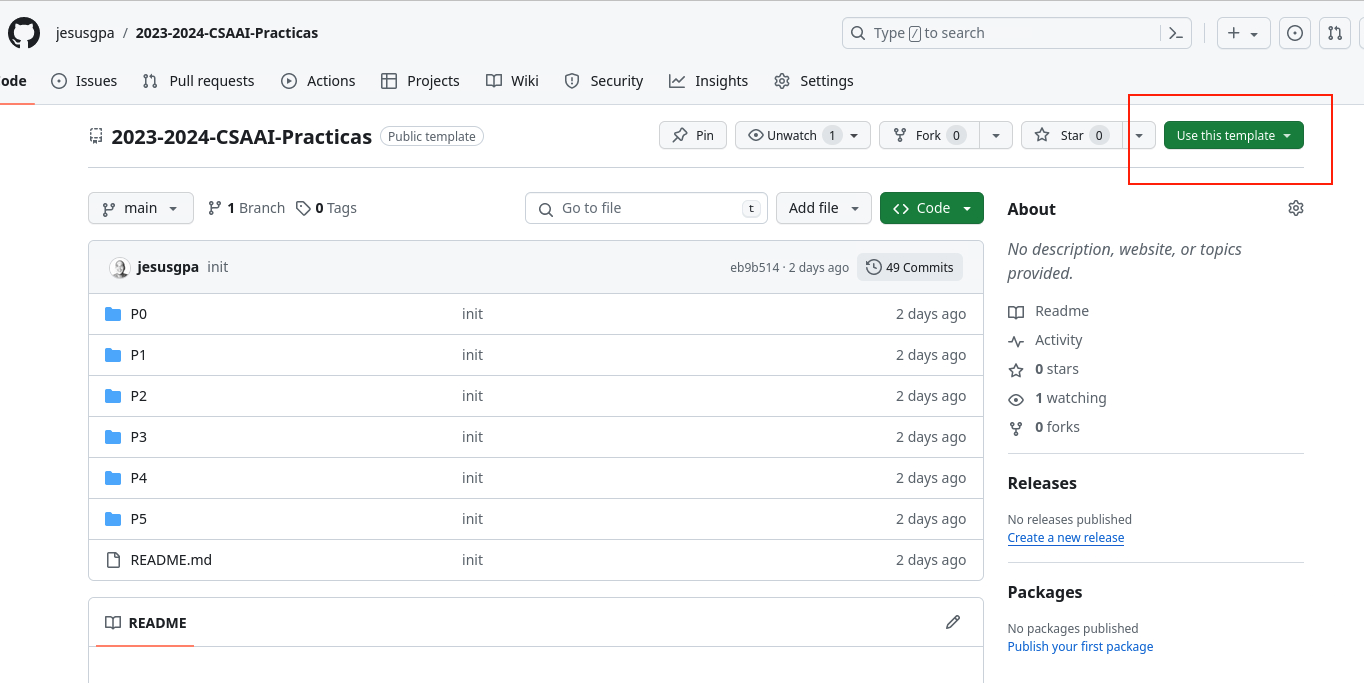 jesusgpa / 2023-2024-CSAAI-Practicas
Type / to search
ode Issues Pull requests Actions Projects Wiki Security Insights Settings
2023-2024-CSAAI-Practicas Public template
Pin Unwatch 1 Fork 0 Star 0 Use this template
main 1 Branch 0 Tags Go to file t Add file <> Code
jesusgpa init eb9b514 · 2 days ago 49 Commits
P0 init 2 days ago
P1 init 2 days ago
P2 init 2 days ago
P3 init 2 days ago
P4 init 2 days ago
P5 init 2 days ago
README.md init 2 days ago
README
About
No description, website, or topics
provided.
Readme
Activity
0 stars
1 watching
0 forks
Releases
No releases published
Create a new release
Packages
No packages published
Publish your first package